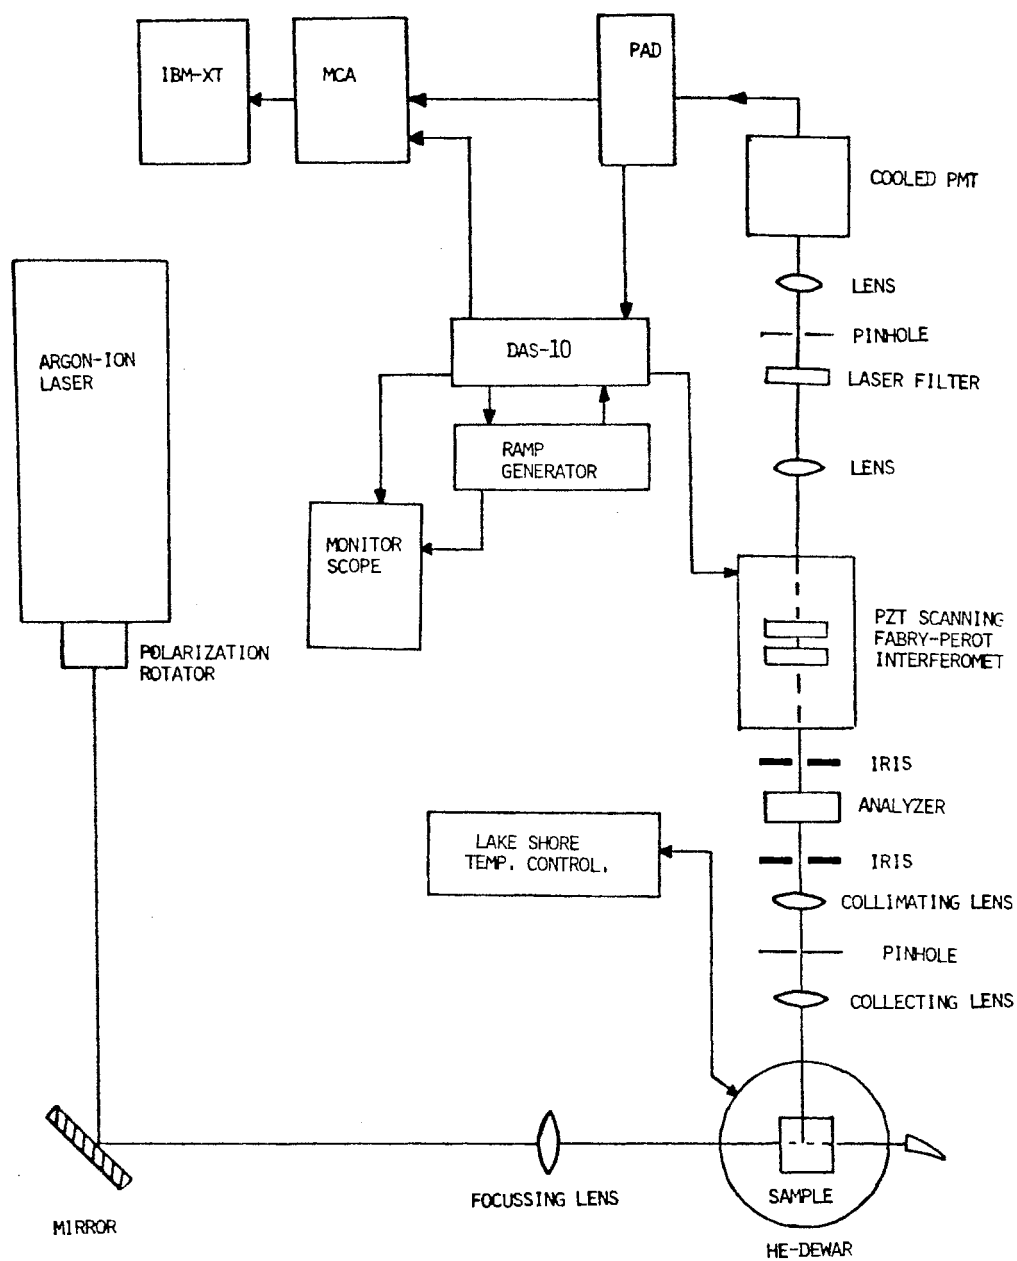 IBM-XT
MCA
PAD
COOLED PMT
LENS
PINHOLE
LASER FILTER
LENS
ARGON-ION
LASER
DAS-10
RAMP
GENERATOR
MONITOR
SCOPE
POLARIZATION
ROTATOR
PZT SCANNING
FABRY-PEROT
INTERFEROMET
IRIS
ANALYZER
LAKE SHORE
TEMP. CONTROL.
IRIS
COLLIMATING LENS
PINHOLE
COLLECTING LENS
FOCUSSING LENS
SAMPLE
MIRROR
HE-DEWAR